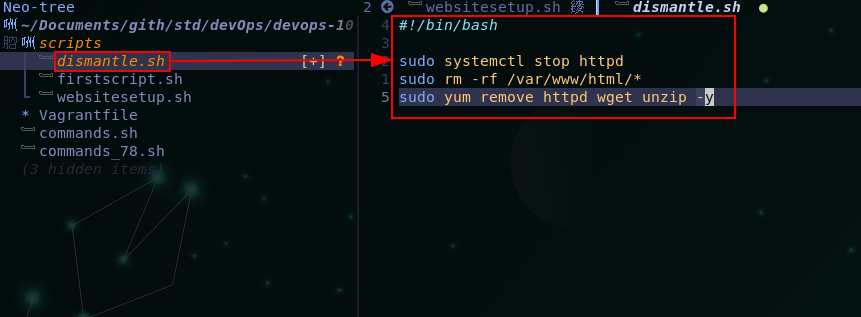 Neo-tree
~/Documents/gith/std/devOps/devops-10
scripts
dismantle.sh [+] ?
firstscript.sh
websitesetup.sh
* Vagrantfile
commands.sh
commands_78.sh
(3 hidden items)
2 websitesetup.sh dismantle.sh
4 #!/bin/bash
3
2 sudo systemctl stop httpd
1 sudo rm -rf /var/www/html/*
5 sudo yum remove httpd wget unzip -y